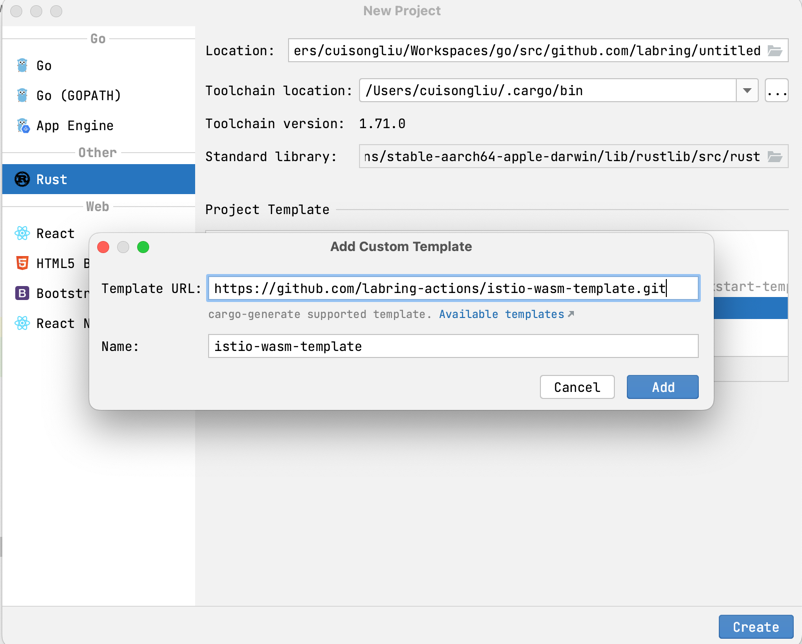 New Project
Go
Go
Go (GOPATH)
App Engine
Other
Rust
Web
React
HTML5 B
Bootstr
React N
Location: ers/cuisongliu/Workspaces/go/src/github.com/labring/untitled
Toolchain location: /Users/cuisongliu/.cargo/bin
...
Toolchain version: 1.71.0
Standard library: ns/stable-aarch64-apple-darwin/lib/rustlib/src/rust
Project Template
start-temp
Add Custom Template
Template URL: https://github.com/labring-actions/istio-wasm-template.git
cargo-generate supported template. Available templates↗
Name: istio-wasm-template
Cancel Add
Create